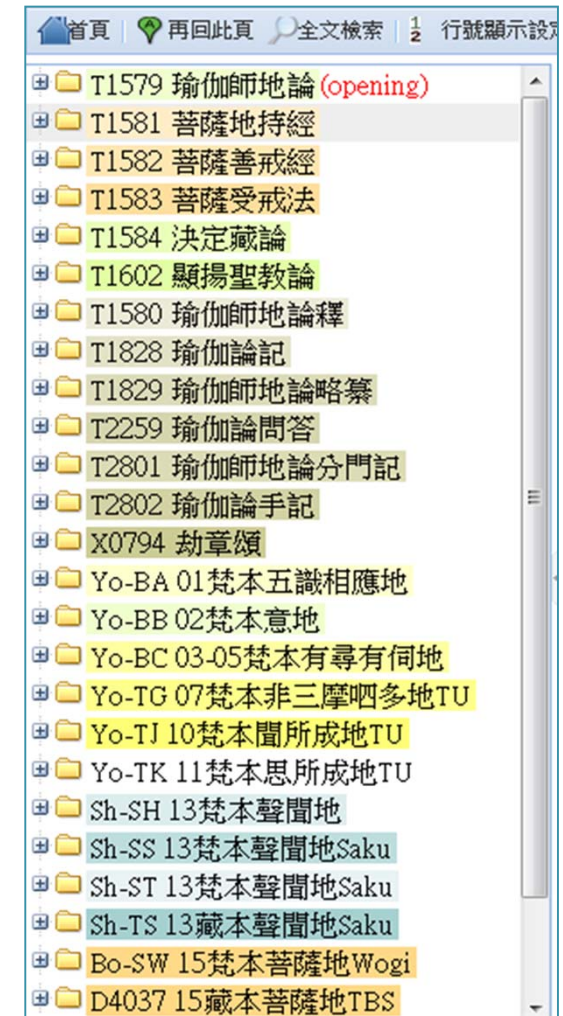 首頁 再回此頁 全文檢索 行號顯示設定
T1579 瑜伽師地論 (opening)
T1581 菩薩地持經
T1582 菩薩善戒經
T1583 菩薩受戒法
T1584 決定藏論
T1602 顯揚聖教論
T1580 瑜伽師地論釋
T1828 瑜伽論記
T1829 瑜伽師地論略纂
T2259 瑜伽論問答
T2801 瑜伽師地論分門記
T2802 瑜伽論手記
X0794 劫章頌
Yo-BA 01梵本五識相應地
Yo-BB 02梵本意地
Yo-BC 03-05梵本有尋有伺地
Yo-TG 07梵本非三摩呬多地TU
Yo-TJ 10梵本聞所成地TU
Yo-TK 11梵本思所成地TU
Sh-SH 13梵本聲聞地
Sh-SS 13梵本聲聞地Saku
Sh-ST 13梵本聲聞地Saku
Sh-TS 13藏本聲聞地Saku
Bo-SW 15梵本菩薩地Wogi
D4037 15藏本菩薩地TBS